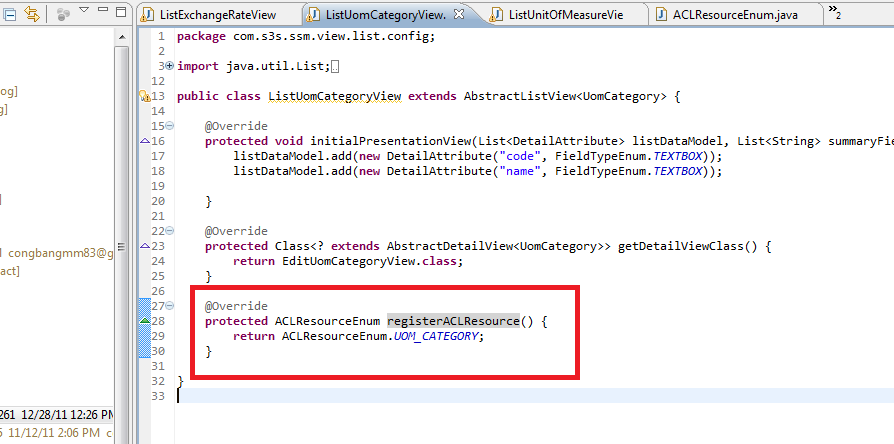 ListExchangeRateView
ListUomCategoryView.
ListUnitOfMeasureVie
ACLResourceEnum.java
»2
1 package com.s3s.ssm.view.list.config;
2
3 import java.util.List;
12
13 public class ListUomCategoryView extends AbstractListView<UomCategory> {
14
15 @Override
16 protected void initialPresentationView(List<DetailAttribute> listDataModel, List<String> summaryFie
17 listDataModel.add(new DetailAttribute("code", FieldTypeEnum.TEXTBOX));
18 listDataModel.add(new DetailAttribute("name", FieldTypeEnum.TEXTBOX));
19
20 }
21
22 @Override
23 protected Class<? extends AbstractDetailView<UomCategory>> getDetailViewClass() {
24 return EditUomCategoryView.class;
25 }
26
27 @Override
28 protected ACLResourceEnum registerACLResource() {
29 return ACLResourceEnum.UOM_CATEGORY;
30 }
31
32 }
33
og]
g]
]
] congbangmm83@g
act]
261 12/28/11 12:26 PM
5 11/12/11 2:06 PM c